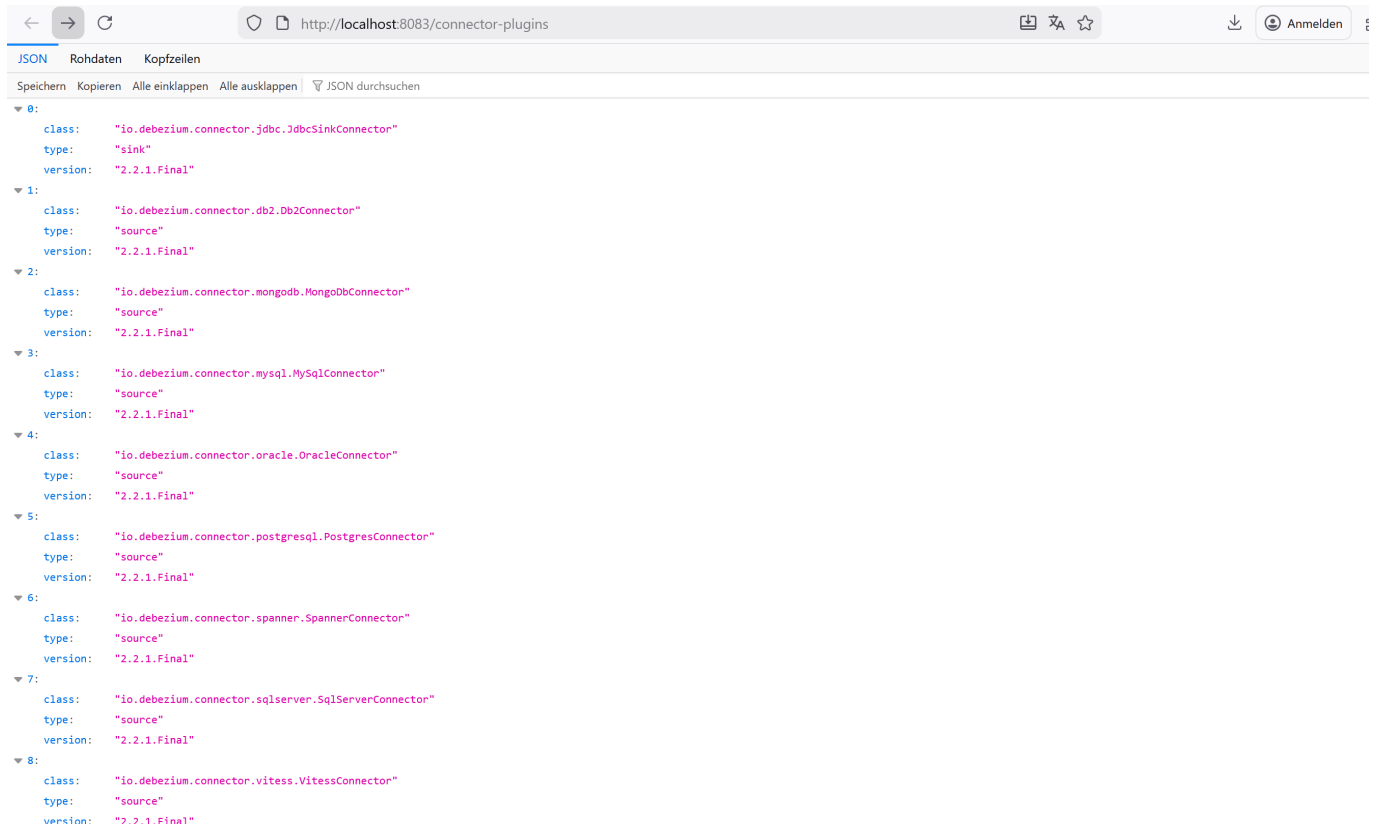 http://localhost:8083/connector-plugins
Anmelden
JSON Rohdaten Kopfzeilen
Speichern Kopieren Alle einklappen Alle ausklappen JSON durchsuchen
0:
class: "io.debezium.connector.jdbc.JdbcSinkConnector"
type: "sink"
version: "2.2.1.Final"
1:
class: "io.debezium.connector.db2.Db2Connector"
type: "source"
version: "2.2.1.Final"
2:
class: "io.debezium.connector.mongodb.MongoDbConnector"
type: "source"
version: "2.2.1.Final"
3:
class: "io.debezium.connector.mysql.MySqlConnector"
type: "source"
version: "2.2.1.Final"
4:
class: "io.debezium.connector.oracle.OracleConnector"
type: "source"
version: "2.2.1.Final"
5:
class: "io.debezium.connector.postgresql.PostgresConnector"
type: "source"
version: "2.2.1.Final"
6:
class: "io.debezium.connector.spanner.SpannerConnector"
type: "source"
version: "2.2.1.Final"
7:
class: "io.debezium.connector.sqlserver.SqlServerConnector"
type: "source"
version: "2.2.1.Final"
8:
class: "io.debezium.connector.vitess.VitessConnector"
type: "source"
version: "2.2.1.Final"